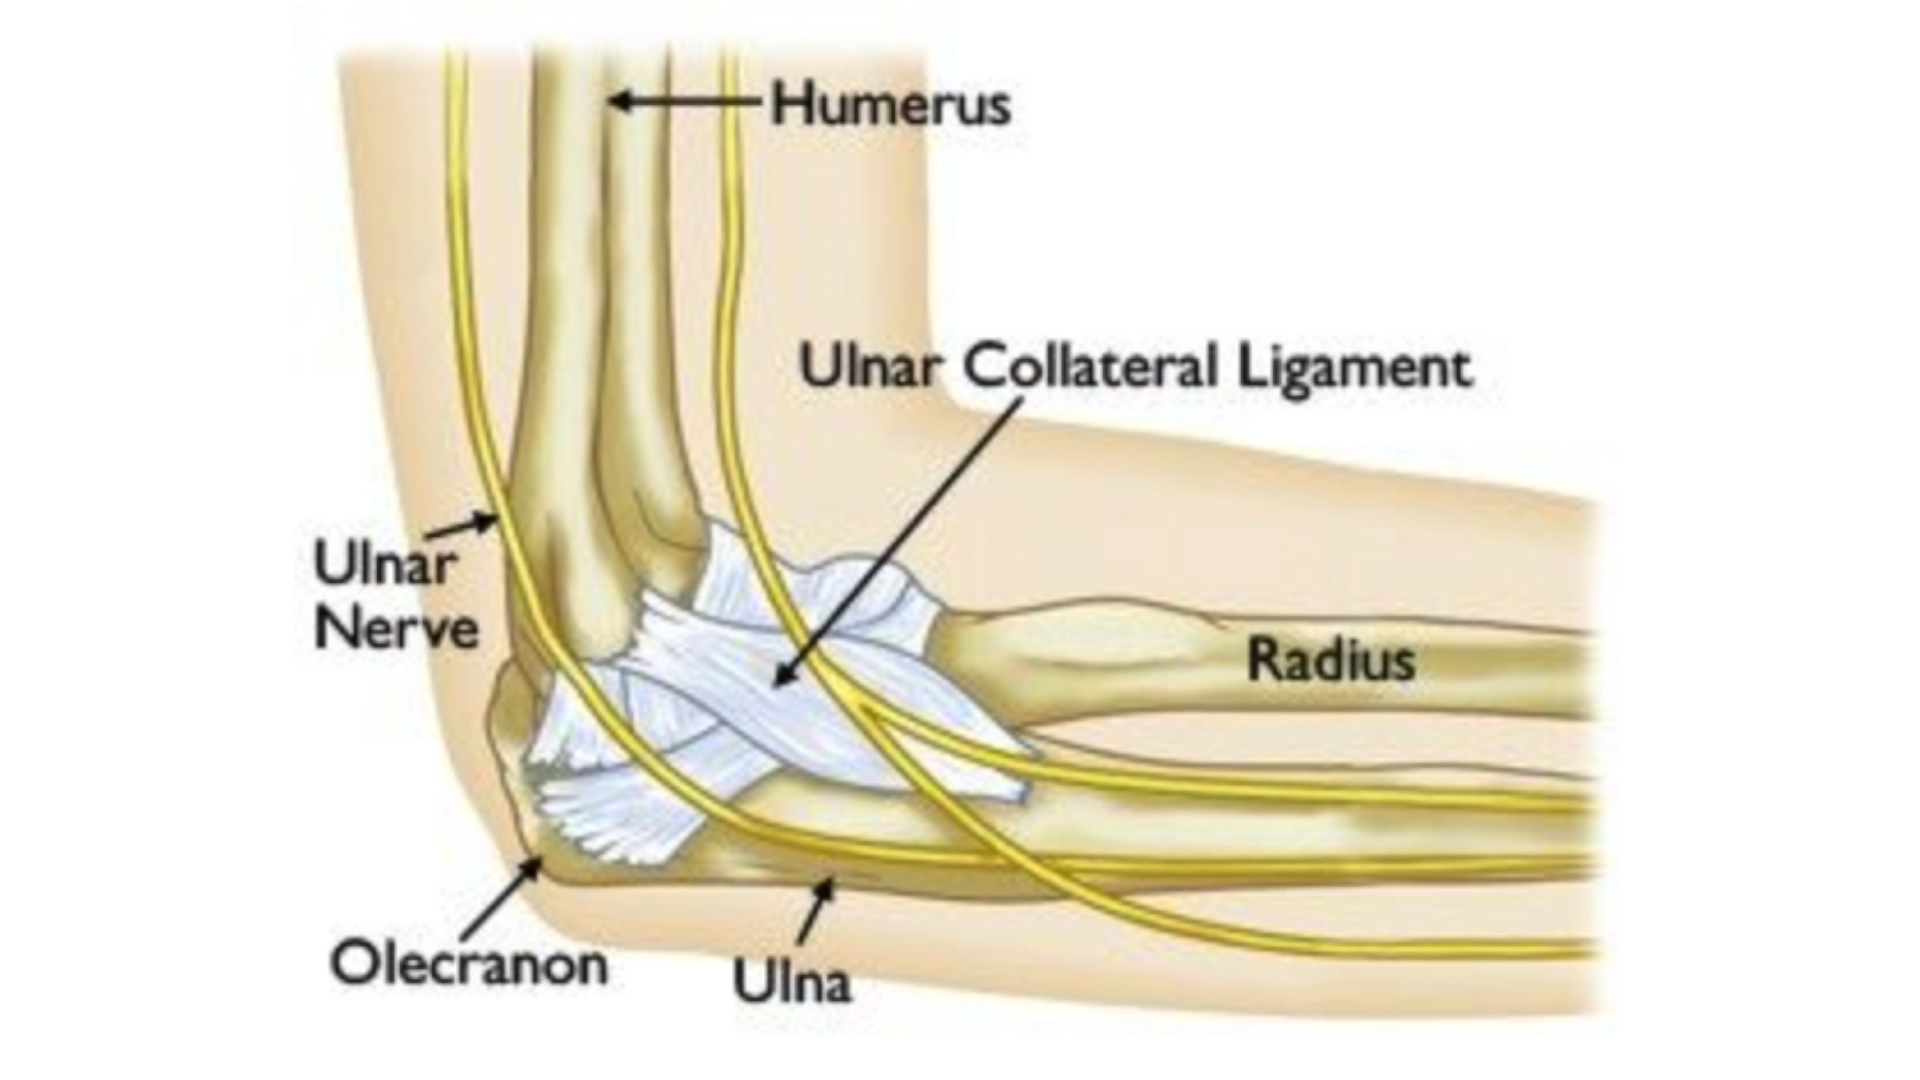 Humerus
Ulnar Collateral Ligament
Ulnar
Nerve
Radius
Olecranon
Ulna